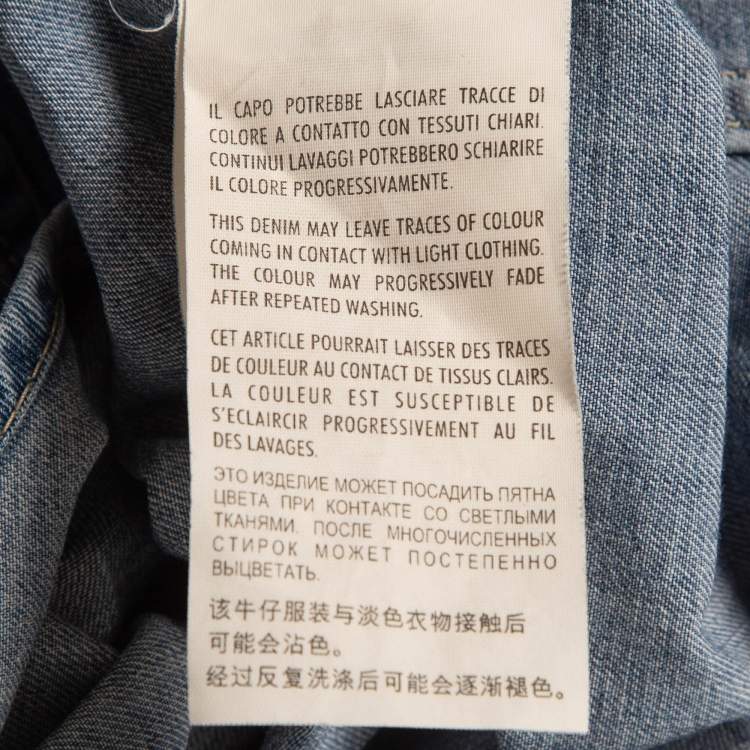 IL CAPO POTREBBE LASCIARE TRACCE DI
COLORE A CONTATTO CON TESSUTI CHIARI.
CONTINUI LAVAGGI POTREBBERO SCHIARIRE
IL COLORE PROGRESSIVAMENTE.
THIS DENIM MAY LEAVE TRACES OF COLOUR
COMING IN CONTACT WITH LIGHT CLOTHING.
THE COLOUR MAY PROGRESSIVELY FADE
AFTER REPEATED WASHING.
CET ARTICLE POURRAIT LAISSER DES TRACES
DE COULEUR AU CONTACT DE TISSUS CLAIRS.
LA COULEUR EST SUSCEPTIBLE DE
S'ECLAIRCIR PROGRESSIVEMENT AU FIL
DES LAVAGES.
ЭТО ИЗДЕЛИЕ МОЖЕТ ПОСАДИТЬ ПЯТНА
ЦВЕТА ПРИ КОНТАКТЕ СО СВЕТЛЫМИ
ТКАНЯМИ. ПОСЛЕ МНОГОЧИСЛЕННЫХ
СТИРОК МОЖЕТ ПОСТЕПЕННО
ВЫЦВЕТАТЬ.
该牛仔服装与淡色衣物接触后
可能会沾色。
经过反复洗涤后可能会逐渐褪色。